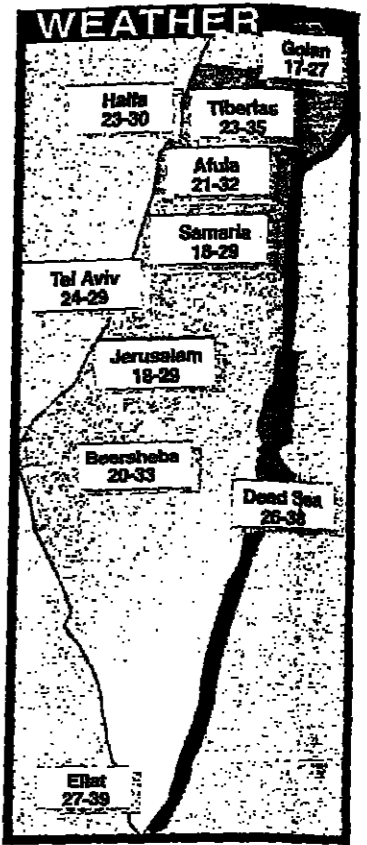 WEATHER
Golan
17-27
Haifa
23-30
Tiberias
23-35
Afula
21-32
Samaria
18-29
Tel Aviv
24-29
Jerusalem
18-29
Beersheba
20-33
Dead Sea
26-38
Eilat
27-39